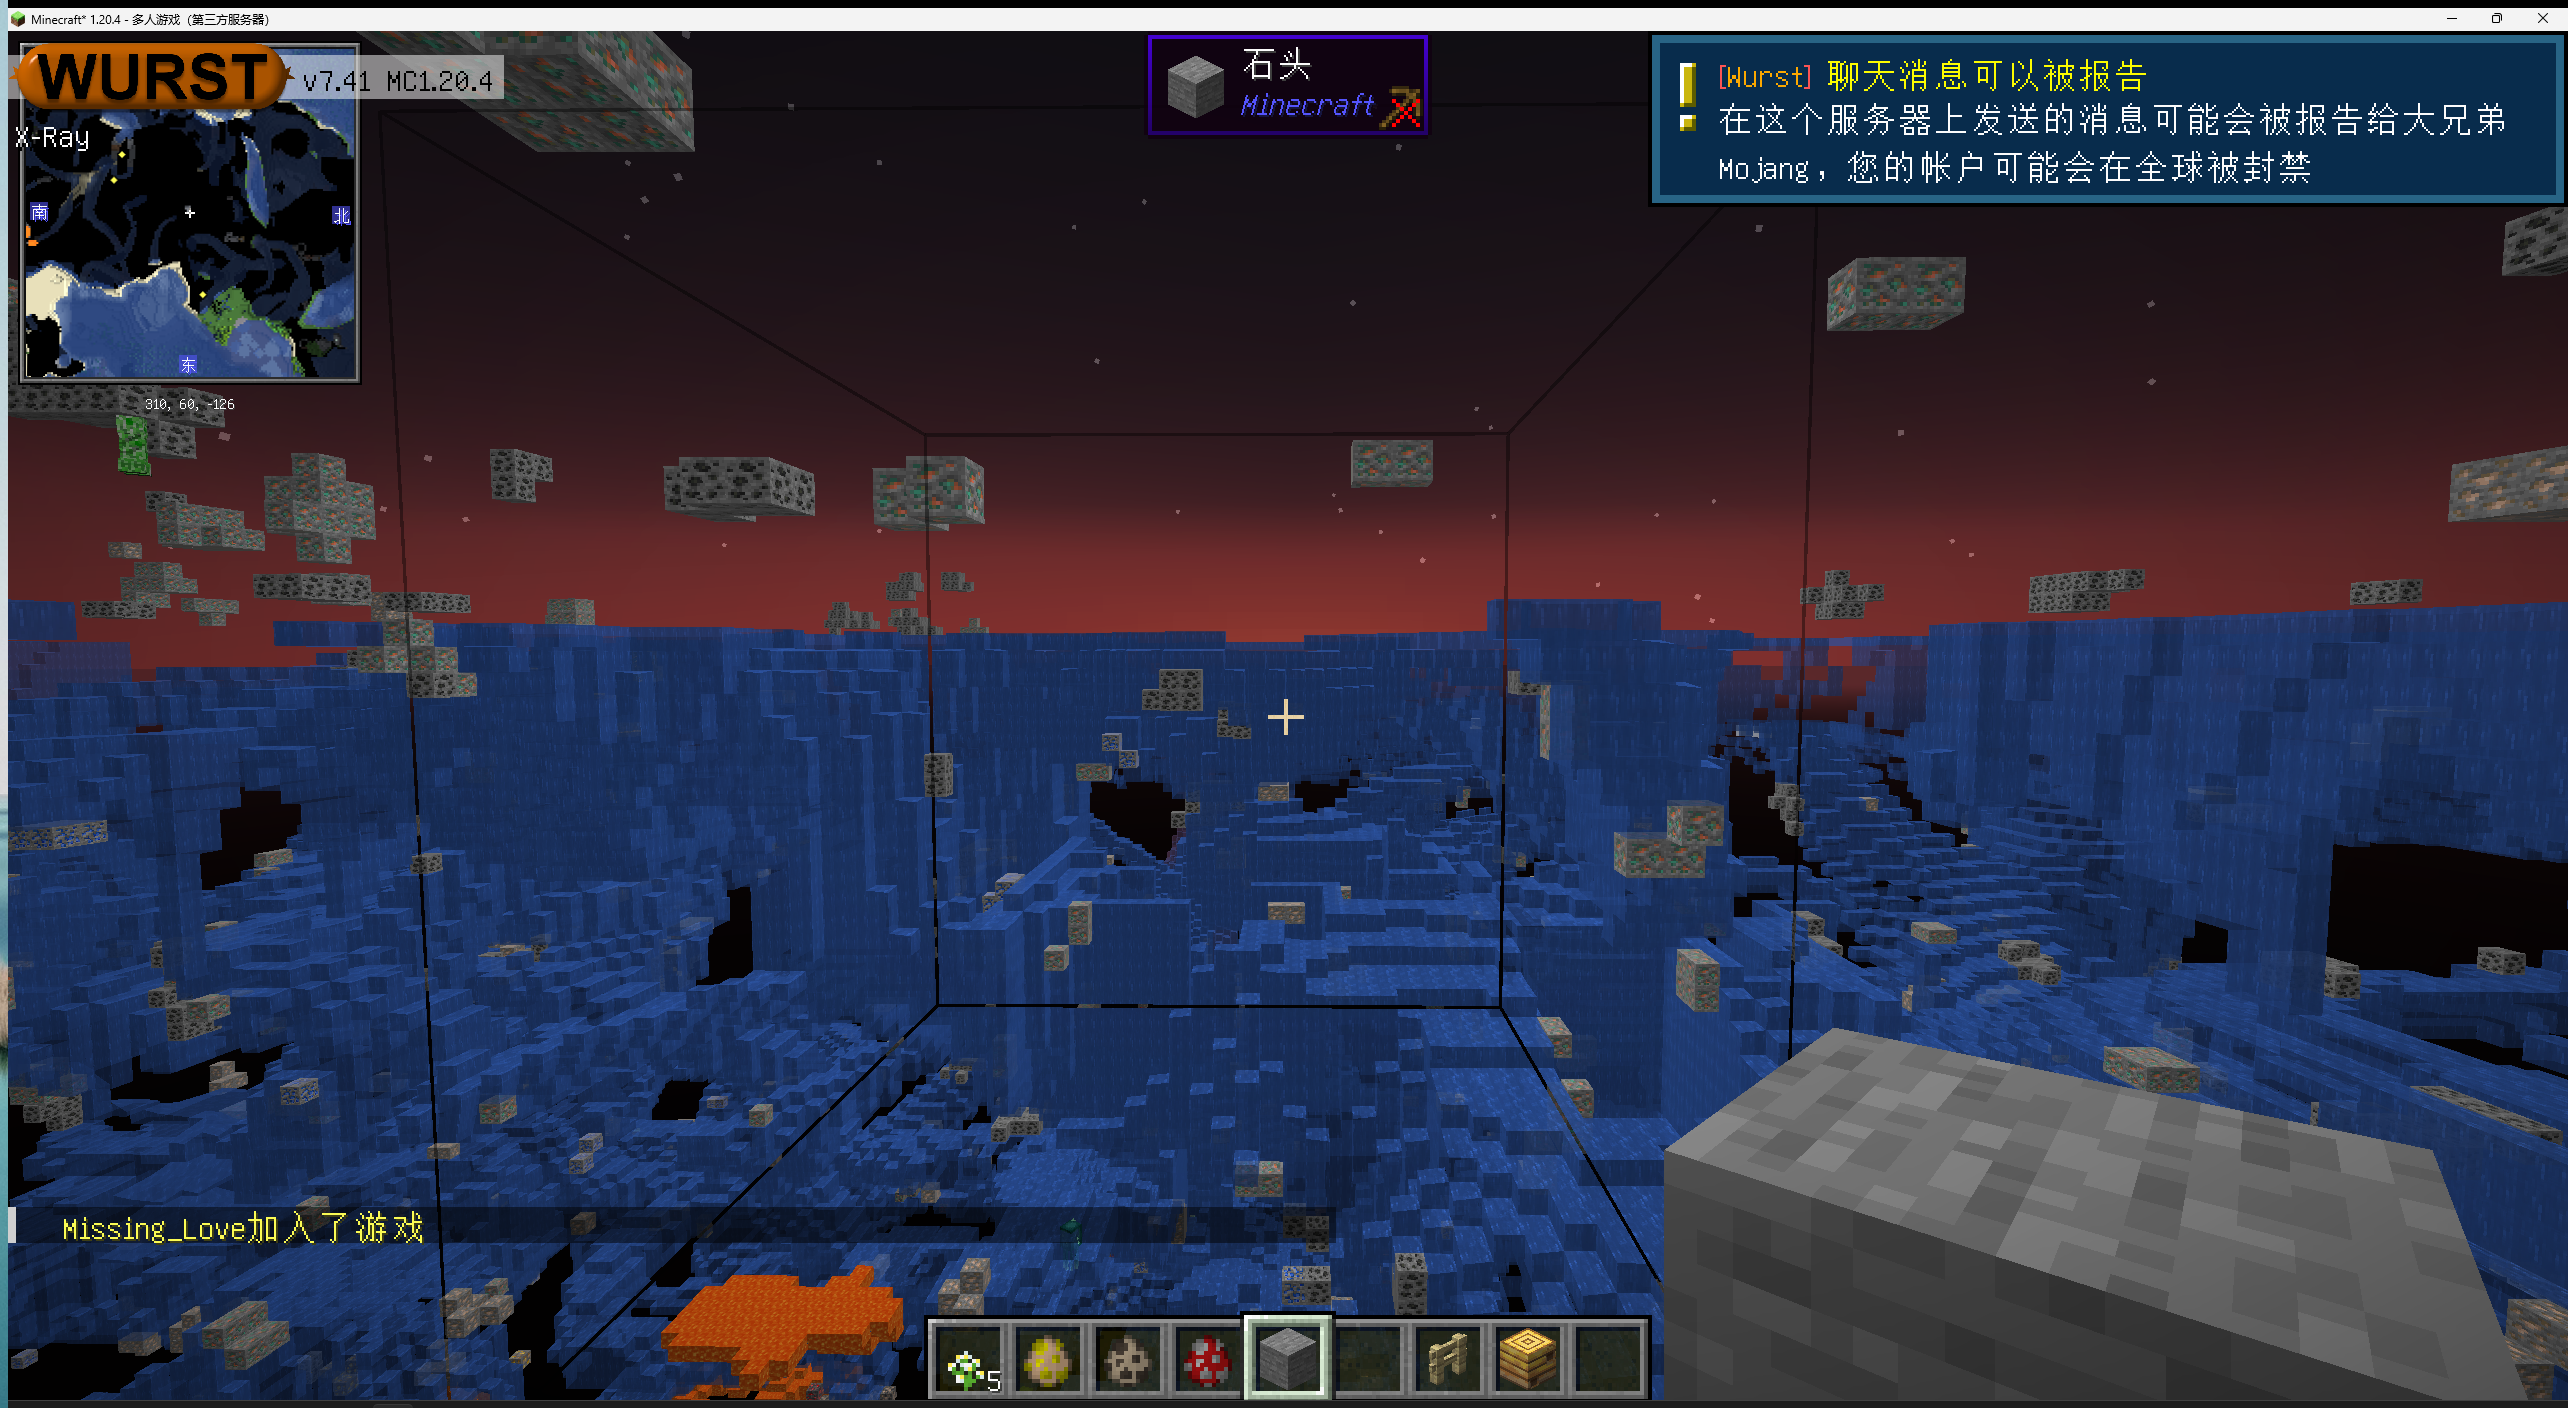 Minecraft* 1.20.4 - 多人游戏（第三方服务器）
WURST v7.41 MC1.20.4
X-Ray
南
北
东
310, 60, -126
石头
Minecraft
[Wurst] 聊天消息可以被报告
在这个服务器上发送的消息可能会被报告给大兄弟
Mojang，您的帐户可能会在全球被封禁
Missing_Love加入了游戏
5